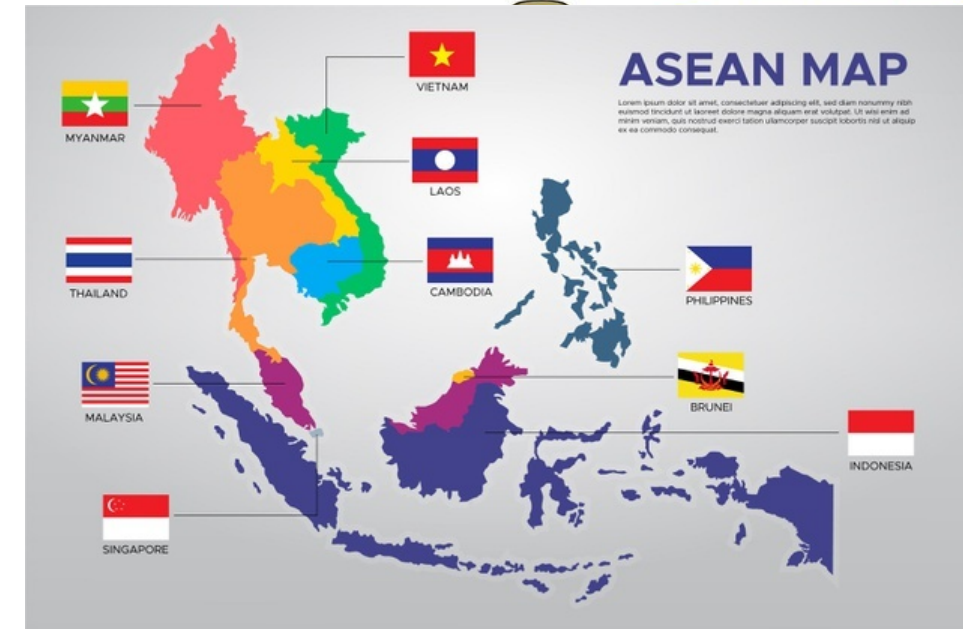 ASEAN MAP
Lorem ipsum dolor sit amet, consectetuer adipiscing elit, sed diam nonummy nibh
euismod tincidunt ut laoreet dolore magna aliquam erat volutpat. Ut wisi enim ad
minim veniam, quis nostrud exerci tation ullamcorper suscipit lobortis nisl ut aliquip
ex ea commodo consequat.
VIETNAM
MYANMAR
LAOS
THAILAND
CAMBODIA
PHILIPPINES
MALAYSIA
BRUNEI
INDONESIA
SINGAPORE